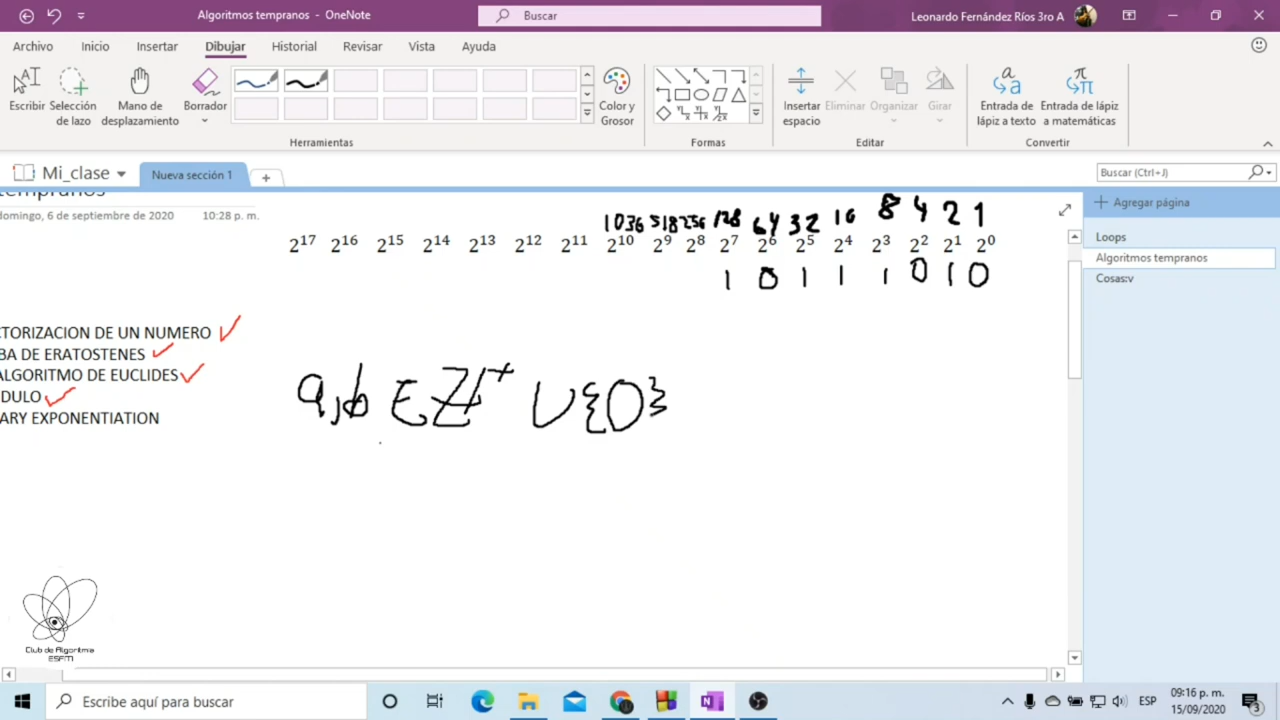 Algoritmos tempranos - OneNote
Buscar
Leonardo Fernández Ríos 3ro A
Archivo Inicio Insertar Dibujar Historial Revisar Vista Ayuda
Escribir Selección de lazo Mano de desplazamiento Borrador
Color y Grosor
Insertar espacio Eliminar Organizar Girar
Entrada de lápiz a texto Entrada de lápiz a matemáticas
Herramientas Formas Editar Convertir
Mi_clase Nueva sección 1 +
Buscar (Ctrl+J)
tempranos
domingo, 6 de septiembre de 2020 10:28 p. m.
Agregar página
Loops
Algoritmos tempranos
Cosas:v
1036 518 256 128 64 32 16 8 4 2 1
2^17 2^16 2^15 2^14 2^13 2^12 2^11 2^10 2^9 2^8 2^7 2^6 2^5 2^4 2^3 2^2 2^1 2^0
1 0 1 1 1 0 1 0
CTORIZACION DE UN NUMERO
BA DE ERATOSTENES
ALGORITMO DE EUCLIDES
DULO
ARY EXPONENTIATION
a,b ∈ Z^+ ∪ {0}
Club de Algoritmia
ESFM
Escribe aquí para buscar
ESP
09:16 p. m.
15/09/2020
3